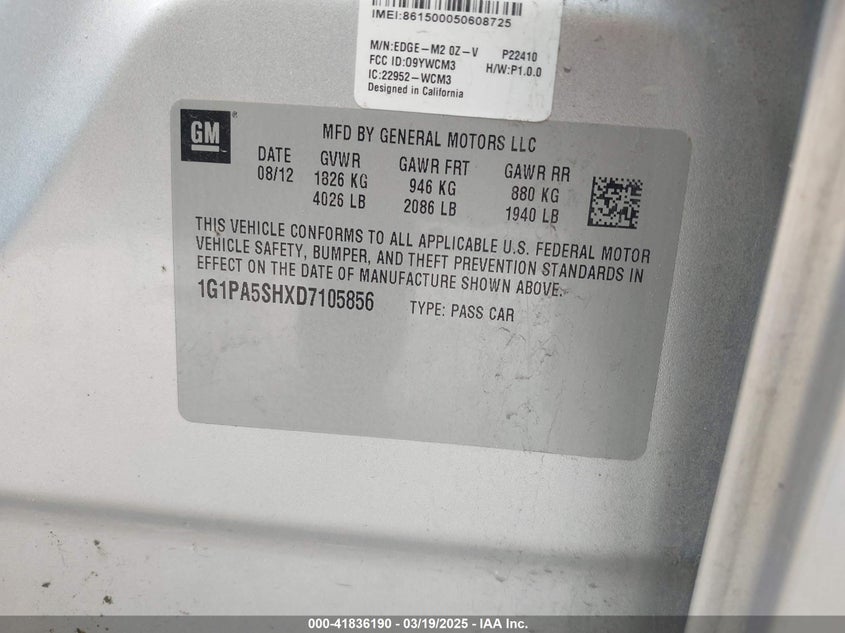 IMEI:861500050608725
M/N:EDGE-M2 0Z-V P22410
FCC ID:O9YWCM3 H/W:P1.0.0
IC:22952-WCM3
Designed in California
GM ®
MFD BY GENERAL MOTORS LLC
DATE GVWR GAWR FRT GAWR RR
08/12 1826 KG 946 KG 880 KG
4026 LB 2086 LB 1940 LB
THIS VEHICLE CONFORMS TO ALL APPLICABLE U.S. FEDERAL MOTOR
VEHICLE SAFETY, BUMPER, AND THEFT PREVENTION STANDARDS IN
EFFECT ON THE DATE OF MANUFACTURE SHOWN ABOVE.
1G1PA5SHXD7105856 TYPE: PASS CAR
000-41836190 - 03/19/2025 - IAA Inc.